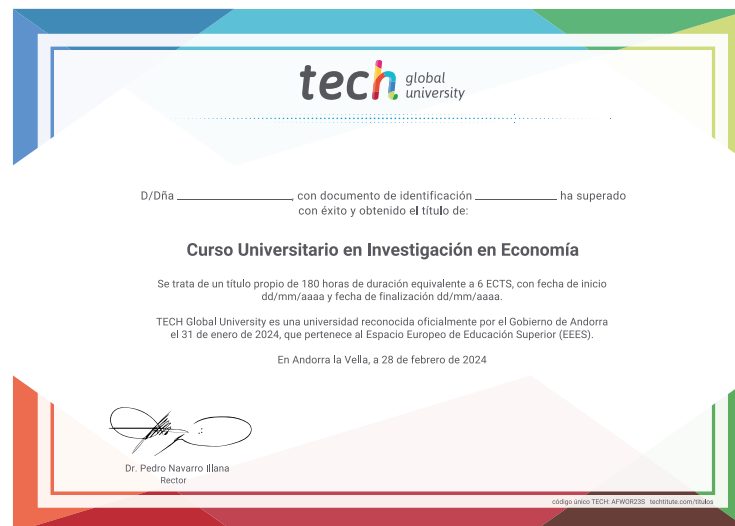 tech global university
D/Dña ____________, con documento de identificación ____________ ha superado
con éxito y obtenido el título de:
Curso Universitario en Investigación en Economía
Se trata de un título propio de 180 horas de duración equivalente a 6 ECTS, con fecha de inicio
dd/mm/aaaa y fecha de finalización dd/mm/aaaa.
TECH Global University es una universidad reconocida oficialmente por el Gobierno de Andorra
el 31 de enero de 2024, que pertenece al Espacio Europeo de Educación Superior (EEES).
En Andorra la Vella, a 28 de febrero de 2024
Dr. Pedro Navarro Illana
Rector
código único TECH: AFWOR23S techtitute.com/titulos